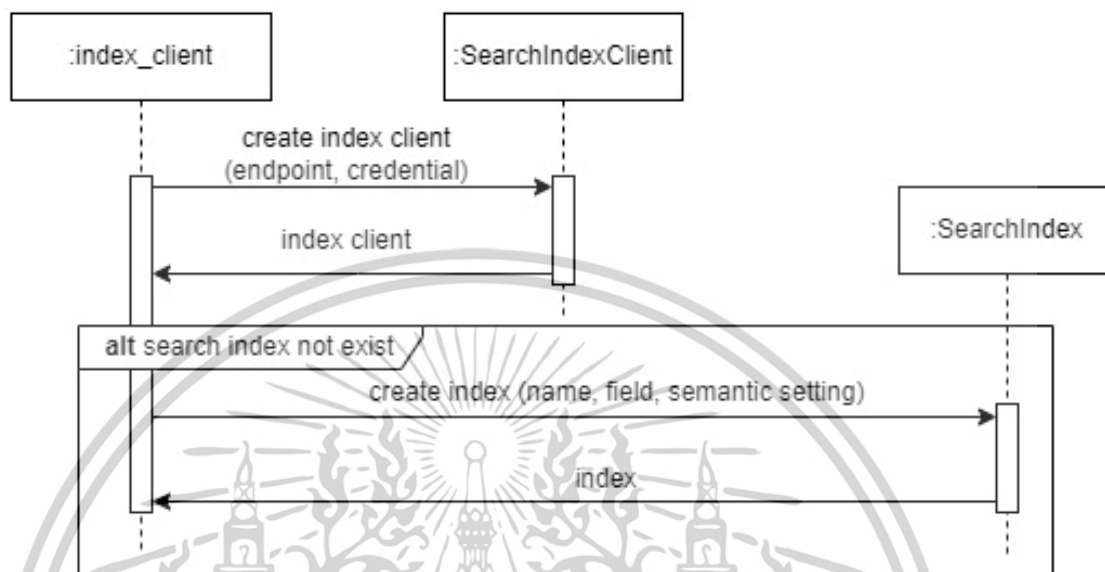 :index_client
:SearchIndexClient
create index client
(endpoint, credential)
:SearchIndex
index client
alt search index not exist
create index (name, field, semantic setting)
index